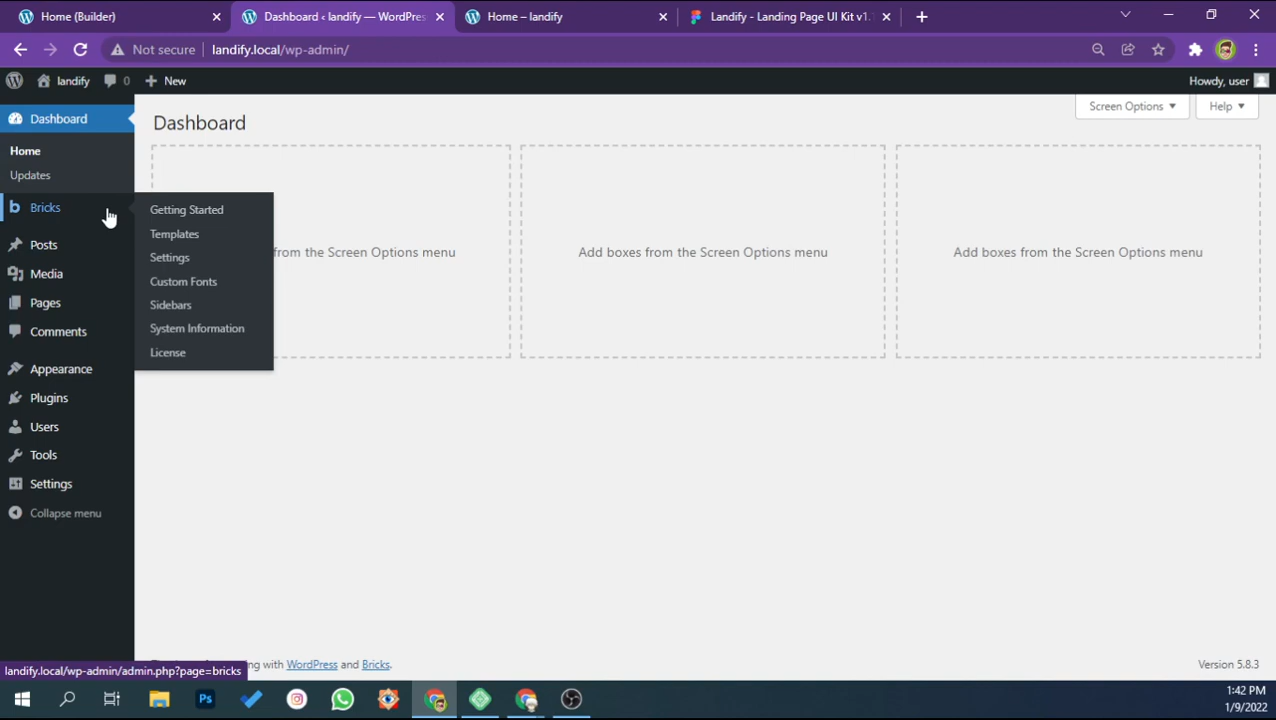 Home (Builder)
Dashboard ‹ landify — WordPres
Home – landify
Landify - Landing Page UI Kit v1.
Not secure
landify.local/wp-admin/
landify
0
New
Howdy, user
Dashboard
Home
Updates
Bricks
Posts
Media
Pages
Comments
Appearance
Plugins
Users
Tools
Settings
Collapse menu
Getting Started
Templates
Settings
Custom Fonts
Sidebars
System Information
License
Dashboard
Screen Options
Help
from the Screen Options menu
Add boxes from the Screen Options menu
Add boxes from the Screen Options menu
ng with WordPress and Bricks.
Version 5.8.3
landify.local/wp-admin/admin.php?page=bricks
Ps
1:42 PM
1/9/2022